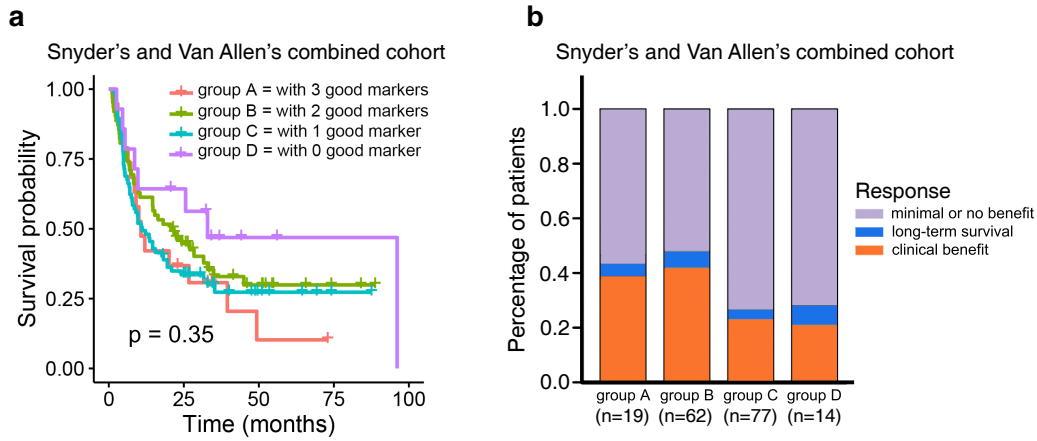 a
Snyder's and Van Allen's combined cohort
Survival probability
1.00
0.75
0.50
0.25
0.00
group A = with 3 good markers
group B = with 2 good markers
group C = with 1 good marker
group D = with 0 good marker
p = 0.35
0 25 50 75 100
Time (months)
b
Snyder's and Van Allen's combined cohort
Percentage of patients
1.0
0.8
0.6
0.4
0.2
0.0
group A group B group C group D
(n=19) (n=62) (n=77) (n=14)
Response
minimal or no benefit
long-term survival
clinical benefit